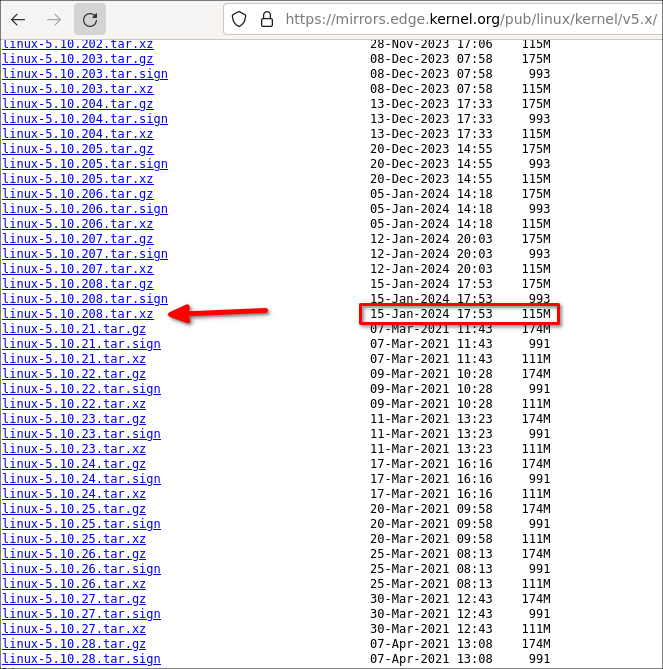 https://mirrors.edge.kernel.org/pub/linux/kernel/v5.x/
linux-5.10.202.tar.xz 28-Nov-2023 17:06 115M
linux-5.10.203.tar.gz 08-Dec-2023 07:58 175M
linux-5.10.203.tar.sign 08-Dec-2023 07:58 993
linux-5.10.203.tar.xz 08-Dec-2023 07:58 115M
linux-5.10.204.tar.gz 13-Dec-2023 17:33 175M
linux-5.10.204.tar.sign 13-Dec-2023 17:33 993
linux-5.10.204.tar.xz 13-Dec-2023 17:33 115M
linux-5.10.205.tar.gz 20-Dec-2023 14:55 175M
linux-5.10.205.tar.sign 20-Dec-2023 14:55 993
linux-5.10.205.tar.xz 20-Dec-2023 14:55 115M
linux-5.10.206.tar.gz 05-Jan-2024 14:18 175M
linux-5.10.206.tar.sign 05-Jan-2024 14:18 993
linux-5.10.206.tar.xz 05-Jan-2024 14:18 115M
linux-5.10.207.tar.gz 12-Jan-2024 20:03 175M
linux-5.10.207.tar.sign 12-Jan-2024 20:03 993
linux-5.10.207.tar.xz 12-Jan-2024 20:03 115M
linux-5.10.208.tar.gz 15-Jan-2024 17:53 175M
linux-5.10.208.tar.sign 15-Jan-2024 17:53 993
linux-5.10.208.tar.xz 15-Jan-2024 17:53 115M
linux-5.10.21.tar.gz 07-Mar-2021 11:43 174M
linux-5.10.21.tar.sign 07-Mar-2021 11:43 991
linux-5.10.21.tar.xz 07-Mar-2021 11:43 111M
linux-5.10.22.tar.gz 09-Mar-2021 10:28 174M
linux-5.10.22.tar.sign 09-Mar-2021 10:28 991
linux-5.10.22.tar.xz 09-Mar-2021 10:28 111M
linux-5.10.23.tar.gz 11-Mar-2021 13:23 174M
linux-5.10.23.tar.sign 11-Mar-2021 13:23 991
linux-5.10.23.tar.xz 11-Mar-2021 13:23 111M
linux-5.10.24.tar.gz 17-Mar-2021 16:16 174M
linux-5.10.24.tar.sign 17-Mar-2021 16:16 991
linux-5.10.24.tar.xz 17-Mar-2021 16:16 111M
linux-5.10.25.tar.gz 20-Mar-2021 09:58 174M
linux-5.10.25.tar.sign 20-Mar-2021 09:58 991
linux-5.10.25.tar.xz 20-Mar-2021 09:58 111M
linux-5.10.26.tar.gz 25-Mar-2021 08:13 174M
linux-5.10.26.tar.sign 25-Mar-2021 08:13 991
linux-5.10.26.tar.xz 25-Mar-2021 08:13 111M
linux-5.10.27.tar.gz 30-Mar-2021 12:43 174M
linux-5.10.27.tar.sign 30-Mar-2021 12:43 991
linux-5.10.27.tar.xz 30-Mar-2021 12:43 111M
linux-5.10.28.tar.gz 07-Apr-2021 13:08 174M
linux-5.10.28.tar.sign 07-Apr-2021 13:08 991